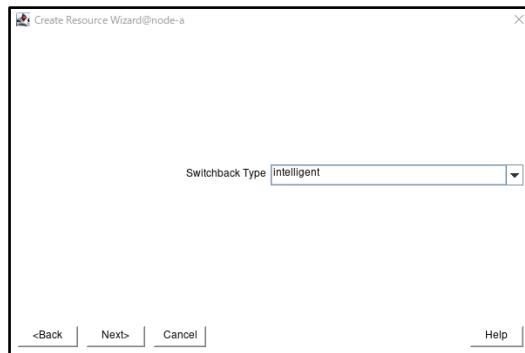 Create Resource Wizard@node-a
Switchback Type intelligent
<Back Next> Cancel Help